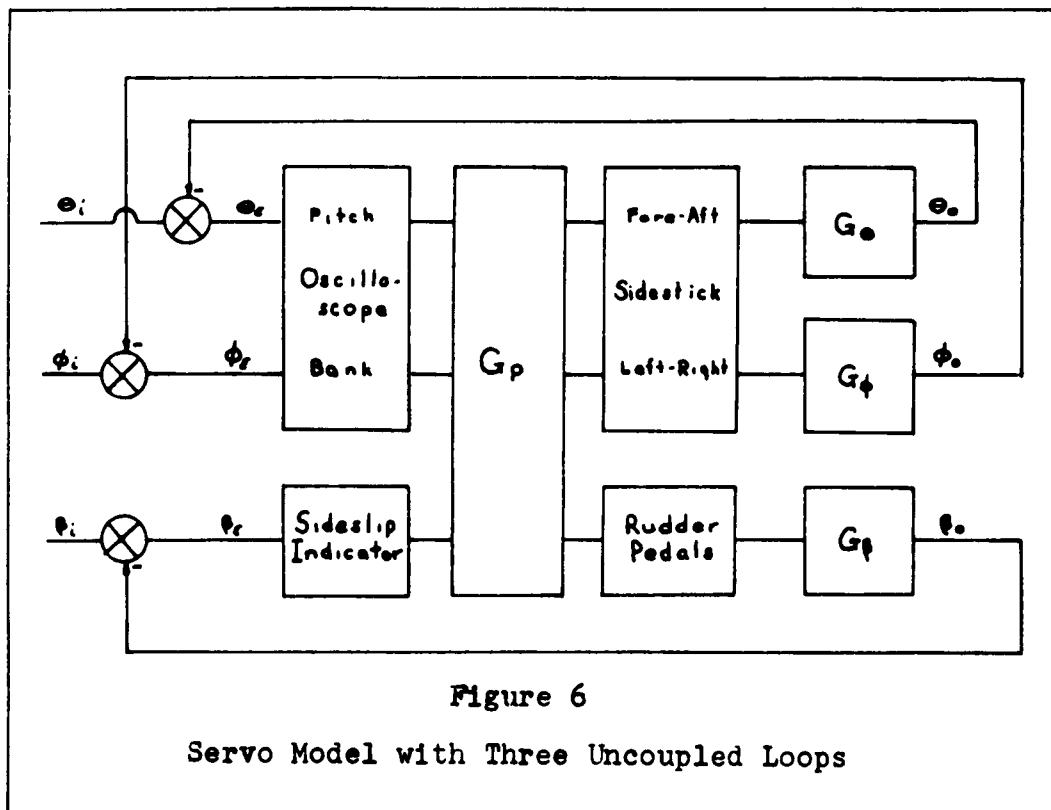 θi
-
θε
Pitch
Oscillo-
scope
Bank
Gp
Fore-Aft
Sidestick
Left-Right
Gθ
θo
ϕi
-
ϕε
Gϕ
ϕo
βi
-
βε
Sideslip
Indicator
Rudder
Pedals
Gβ
βo
Figure 6
Servo Model with Three Uncoupled Loops